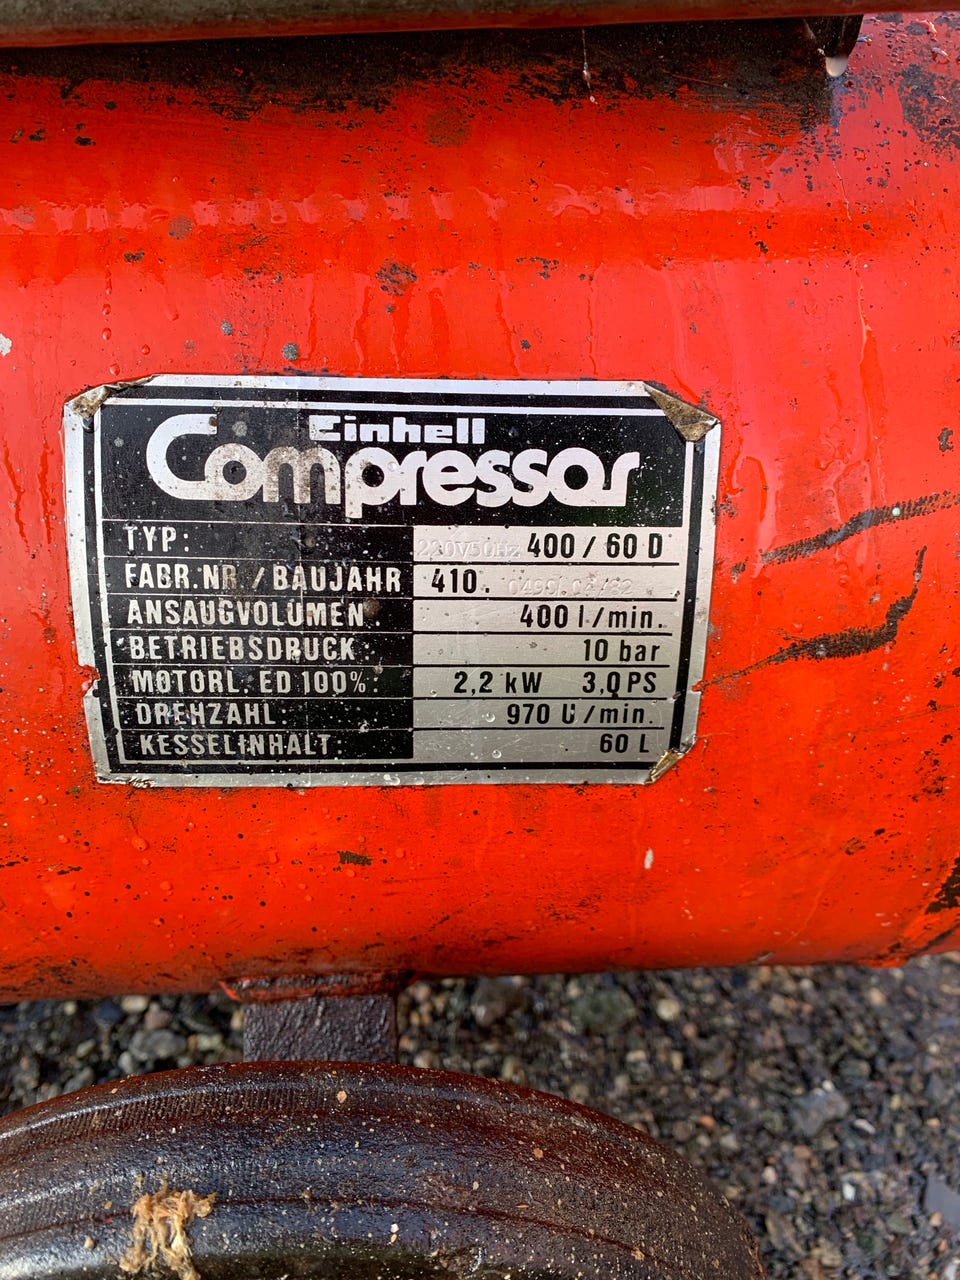 Einhell
Compressor
TYP: 220V50Hz 400 / 60 D
FABR.NR. / BAUJAHR 410.
ANSAUGVOLUMEN: 400 l/min.
BETRIEBSDRUCK: 10 bar
MOTORL. ED 100%: 2,2 kW 3,0 PS
DREHZAHL: 970 U/min.
KESSELINHALT: 60 L